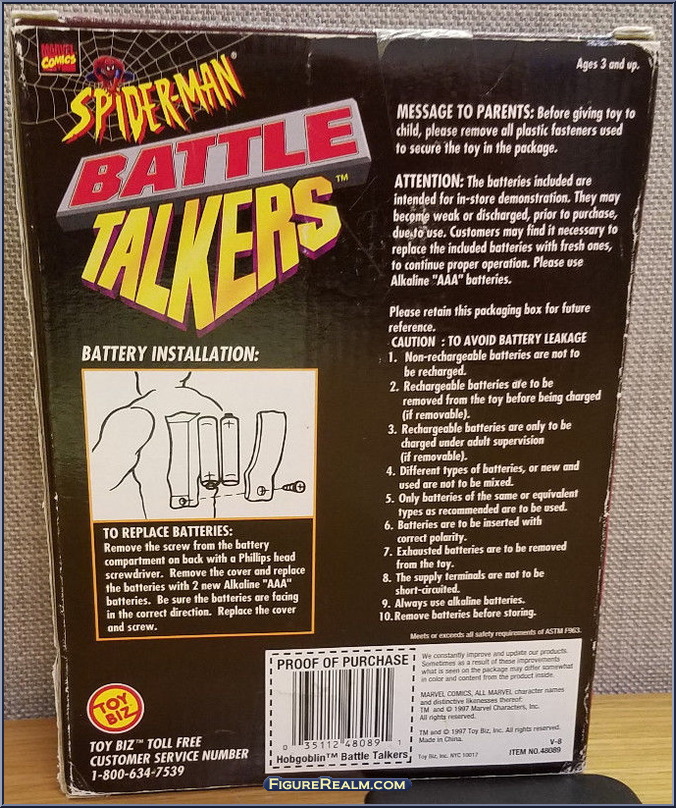 MARVEL
COMICS
SPIDER-MAN®
BATTLE
TALKERS™
BATTERY INSTALLATION:
TO REPLACE BATTERIES:
Remove the screw from the battery
compartment on back with a Phillips head
screwdriver. Remove the cover and replace
the batteries with 2 new Alkaline "AAA"
batteries. Be sure the batteries are facing
in the correct direction. Replace the cover
and screw.
TOY
BIZ
TOY BIZ™ TOLL FREE
CUSTOMER SERVICE NUMBER
1-800-634-7539
Ages 3 and up.
MESSAGE TO PARENTS: Before giving toy to
child, please remove all plastic fasteners used
to secure the toy in the package.
ATTENTION: The batteries included are
intended for in-store demonstration. They may
become weak or discharged, prior to purchase,
due to use. Customers may find it necessary to
replace the included batteries with fresh ones,
to continue proper operation. Please use
Alkaline "AAA" batteries.
Please retain this packaging box for future
reference.
CAUTION : TO AVOID BATTERY LEAKAGE
1. Non-rechargeable batteries are not to
be recharged.
2. Rechargeable batteries are to be
removed from the toy before being charged
(if removable).
3. Rechargeable batteries are only to be
charged under adult supervision
(if removable).
4. Different types of batteries, or new and
used are not to be mixed.
5. Only batteries of the same or equivalent
types as recommended are to be used.
6. Batteries are to be inserted with
correct polarity.
7. Exhausted batteries are to be removed
from the toy.
8. The supply terminals are not to be
short-circuited.
9. Always use alkaline batteries.
10. Remove batteries before storing.
Meets or exceeds all safety requirements of ASTM F963.
PROOF OF PURCHASE
0 35112 48089 1
Hobgoblin™ Battle Talkers
We constantly improve and update our products.
Sometimes as a result of these improvements
what is seen on the package may differ somewhat
in color and content from the product inside.
MARVEL COMICS, ALL MARVEL character names
and distinctive likenesses thereof:
TM and © 1997 Marvel Characters, Inc.
All rights reserved.
TM and © 1997 Toy Biz, Inc. All rights reserved.
Made in China.
V-8
Toy Biz, Inc. NYC 10017
ITEM NO. 48089
FIGUREREALM.COM